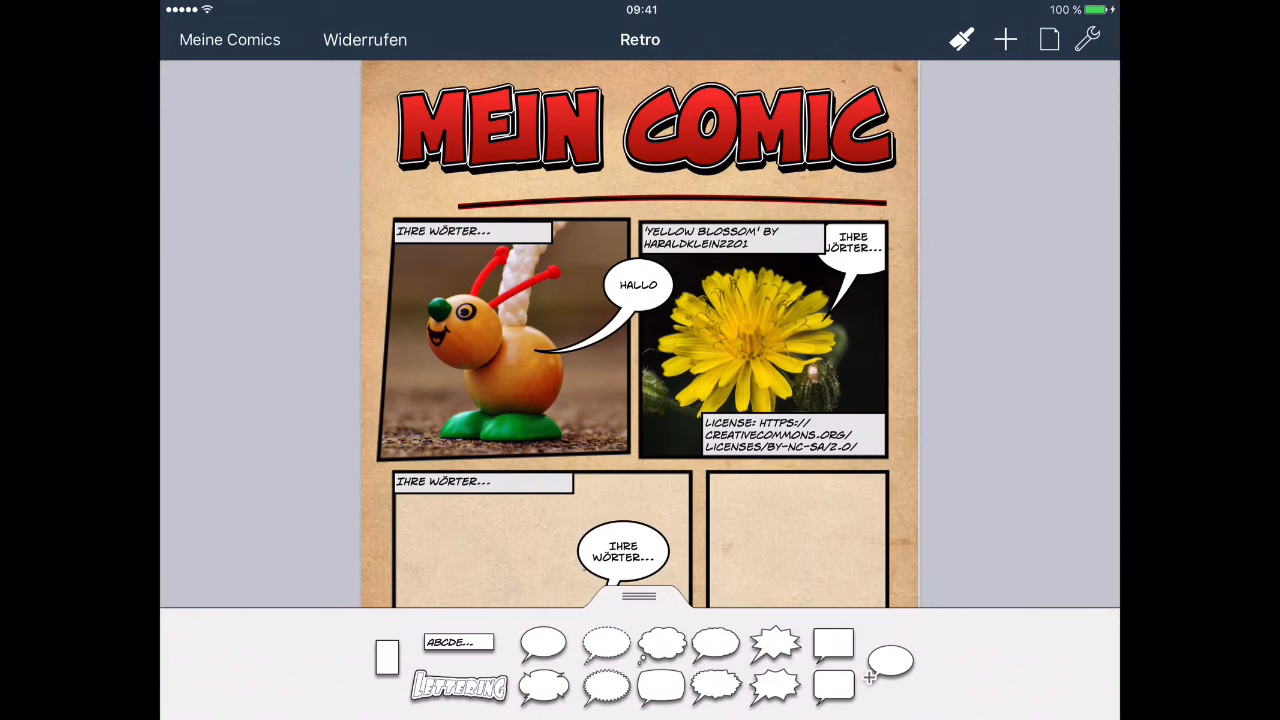 09:41
100 %
Meine Comics
Widerrufen
Retro
MEIN COMIC
IHRE WÖRTER...
'YELLOW BLOSSOM' BY
HARALDKLEIN2201
IHRE
WÖRTER...
HALLO
LICENSE: HTTPS://
CREATIVECOMMONS.ORG/
LICENSES/BY-NC-SA/2.0/
IHRE WÖRTER...
IHRE
WÖRTER...
ABCDE...
LETTERING